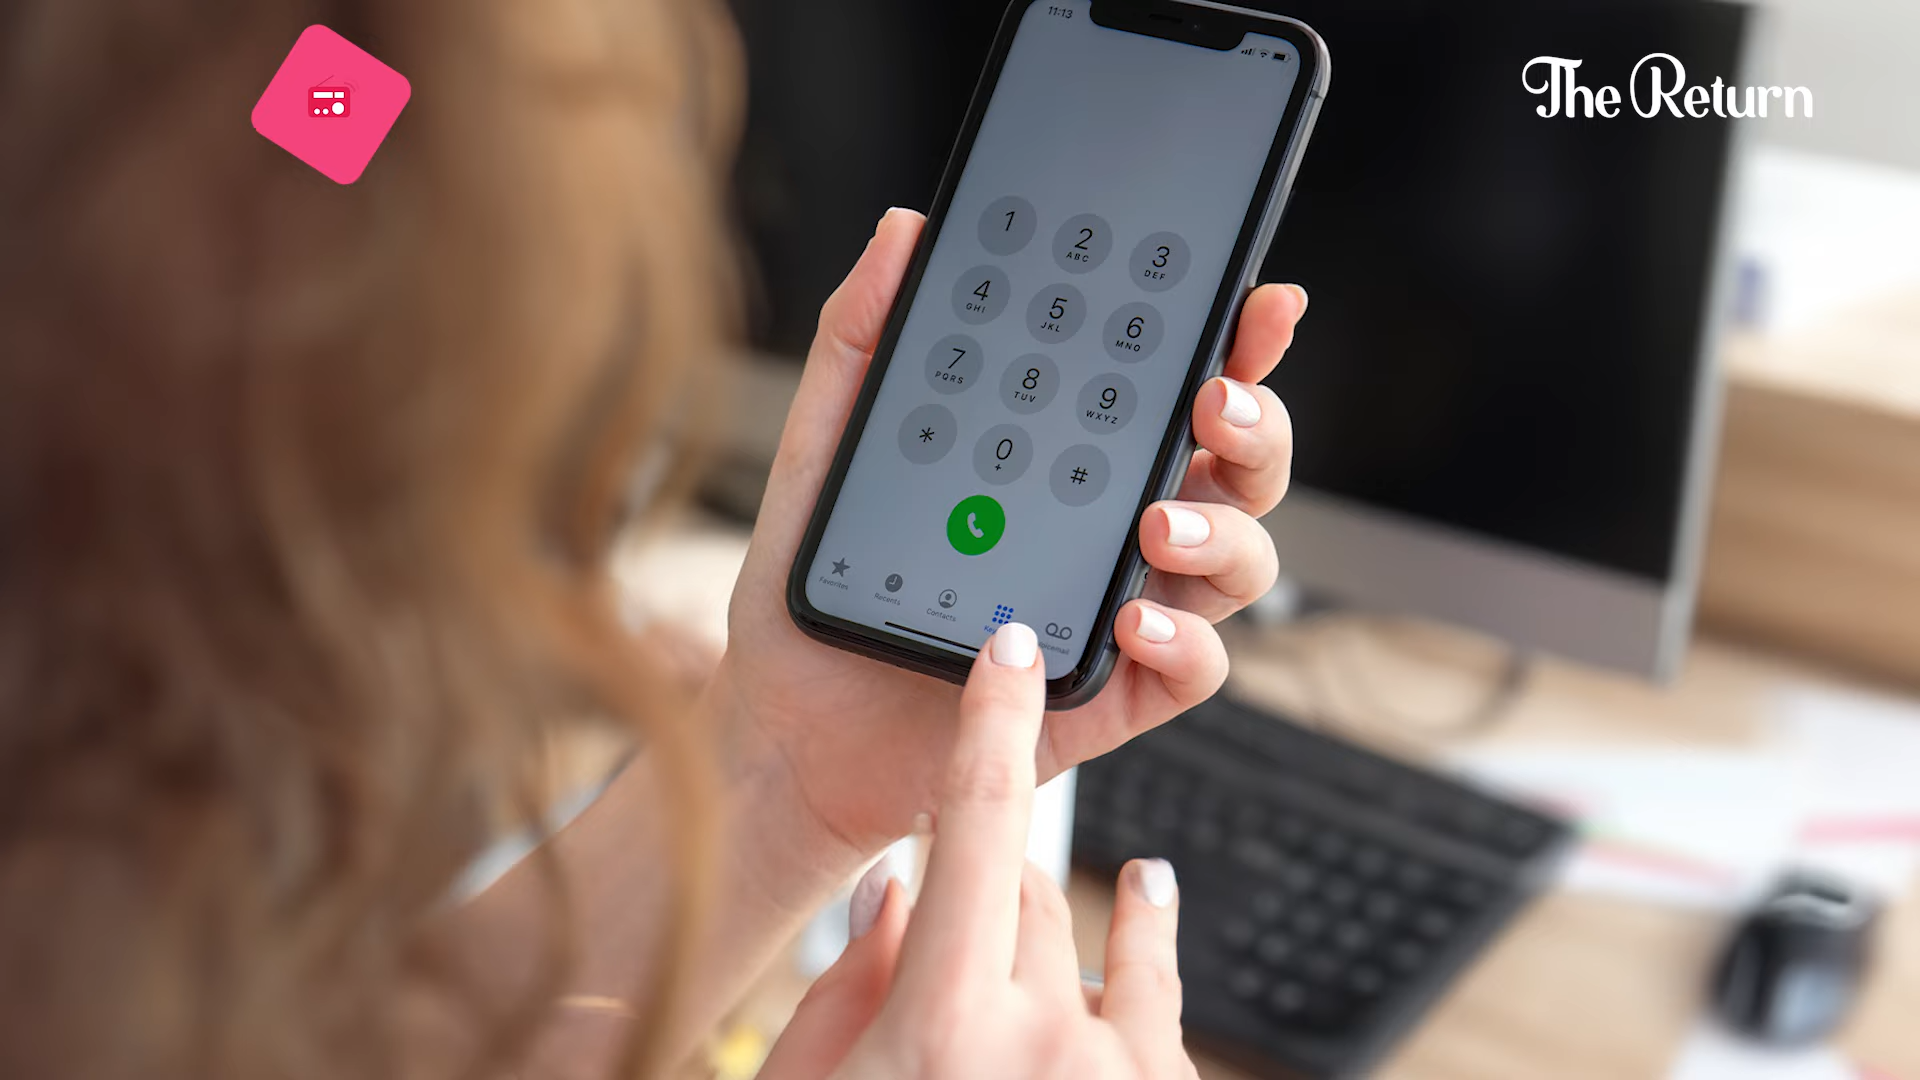 The Return
11:13
1
2
ABC
3
DEF
4
GHI
5
JKL
6
MNO
7
PQRS
8
TUV
9
WXYZ
*
0
+
#
Favorites
Recents
Contacts